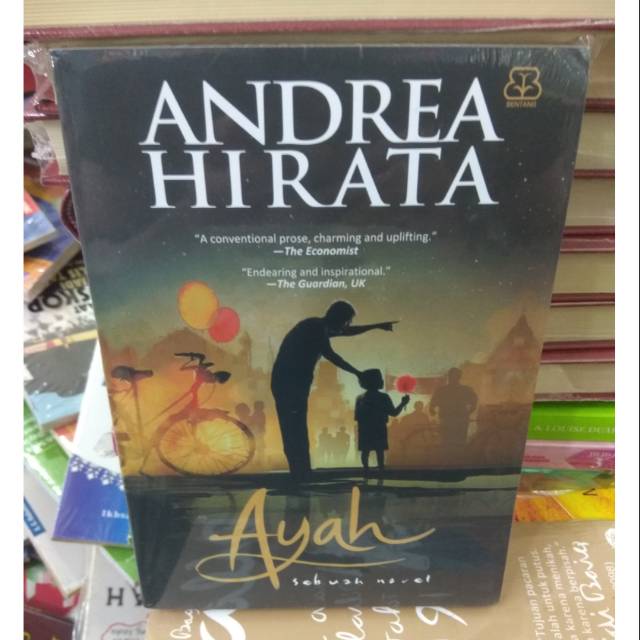 ANDREA
HIRATA
BENTANG
"A conventional prose, charming and uplifting."
—The Economist
"Endearing and inspirational."
—The Guardian, UK
Ayah
sebuah novel
& LOUISE
H